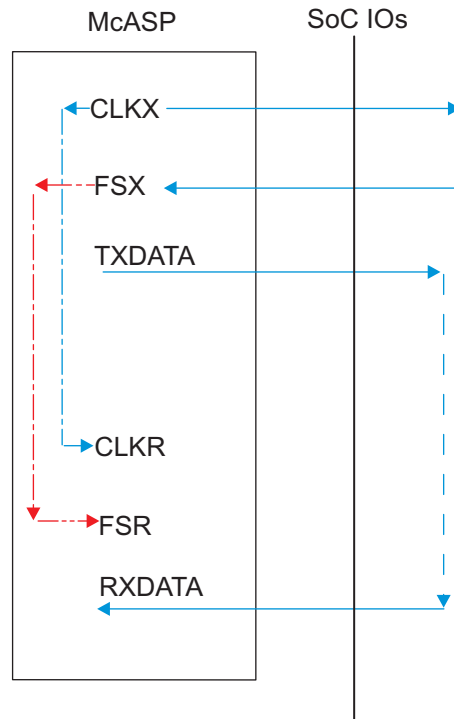 McASP
SoC IOs
CLKX
FSX
TXDATA
CLKR
FSR
RXDATA